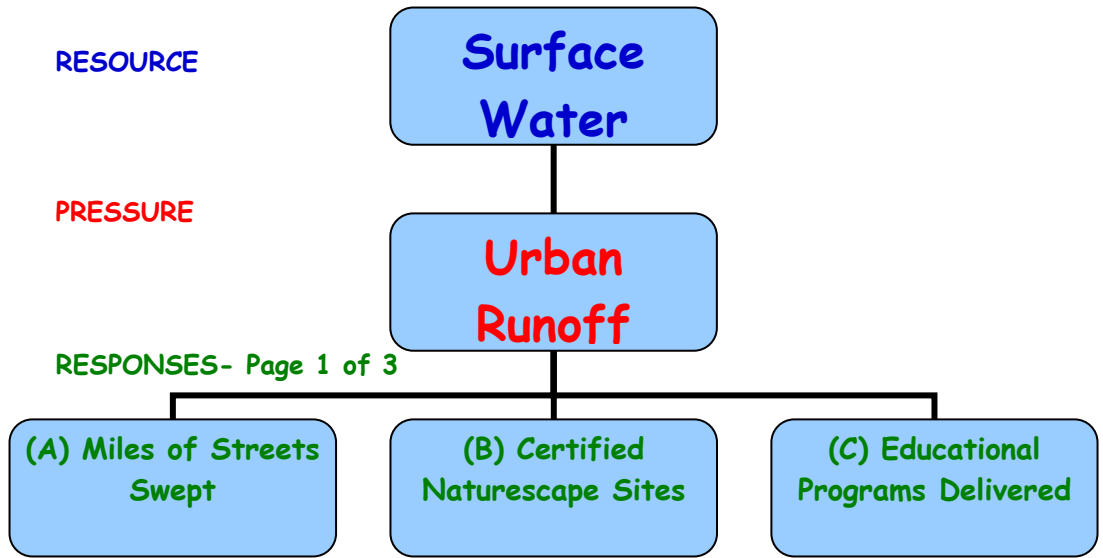 RESOURCE
Surface
Water
PRESSURE
Urban
Runoff
RESPONSES- Page 1 of 3
(A) Miles of Streets
Swept
(B) Certified
Naturescape Sites
(C) Educational
Programs Delivered